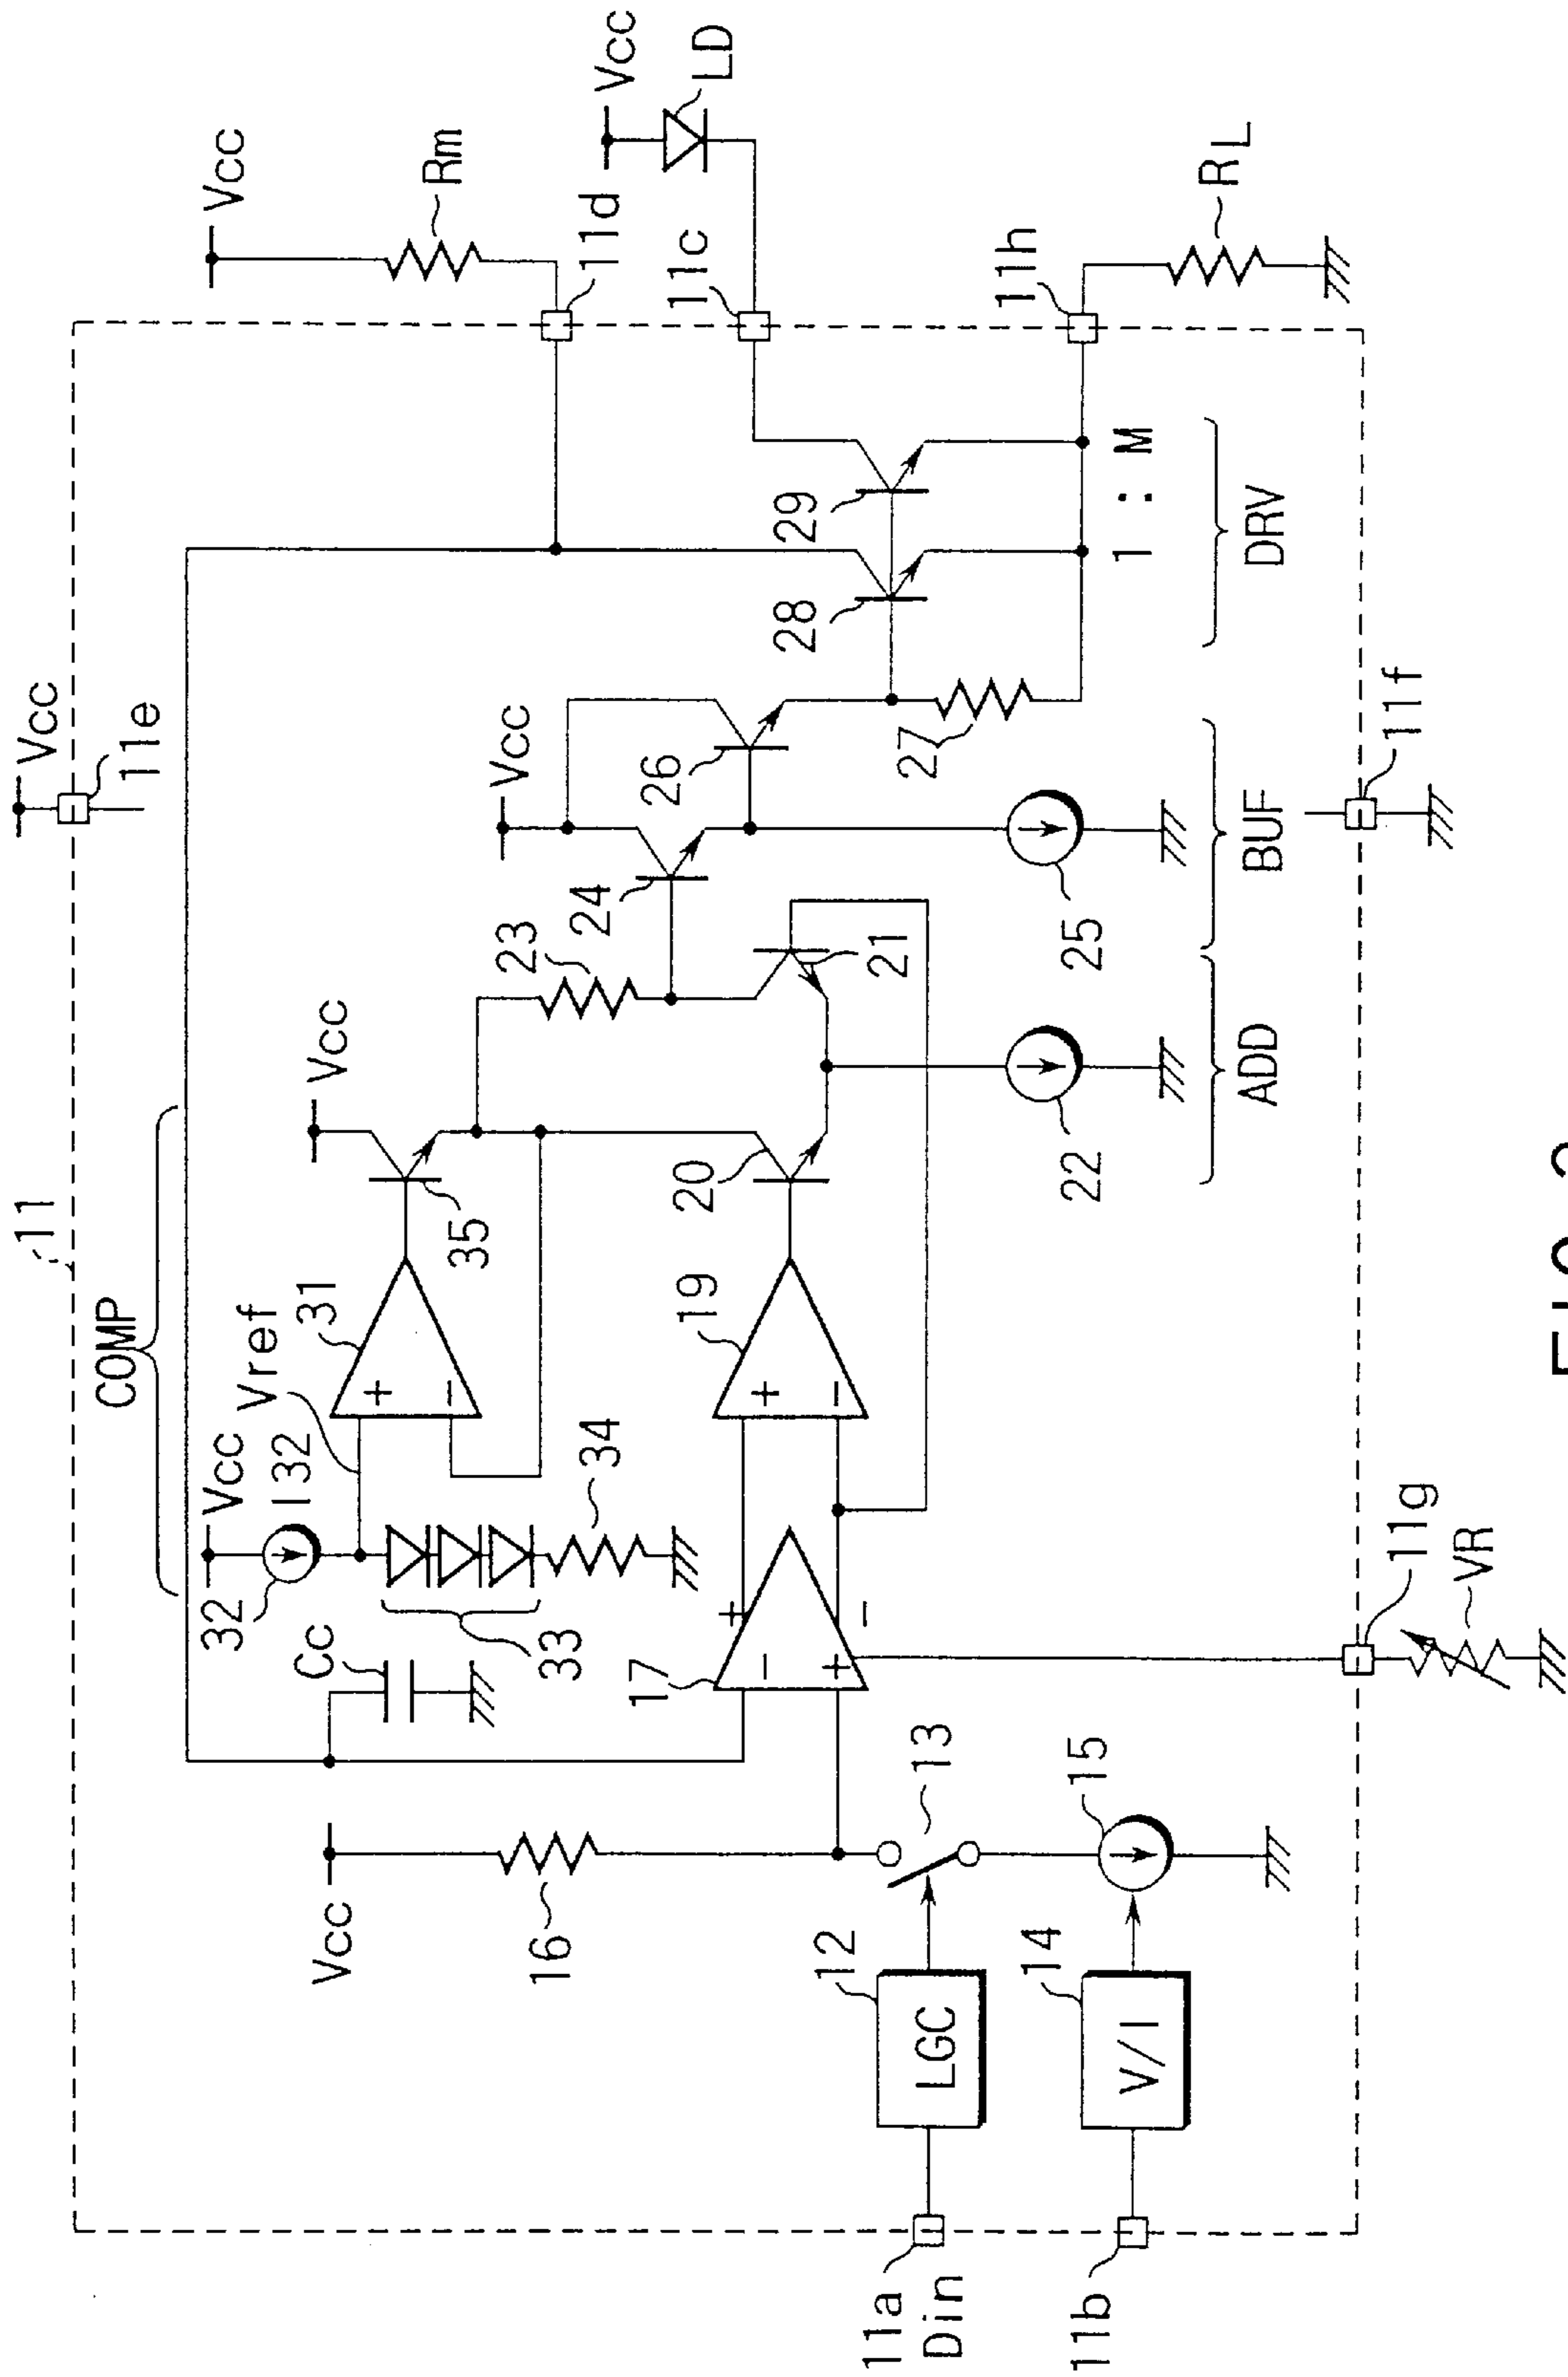 Vcc
11e
11
COMP
Vcc
Rm
11d
Vcc
LD
11c
11h
RL
Vcc
32
I32
Vref
+
−
31
35
Vcc
33
34
Cc
23
24
Vcc
26
27
28
29
1 : M
DRV
BUF
ADD
25
22
21
20
19
+
−
17
−
+
+
−
Vcc
16
13
15
12
LGC
14
V/I
11a
Din
11b
11g
VR
11f